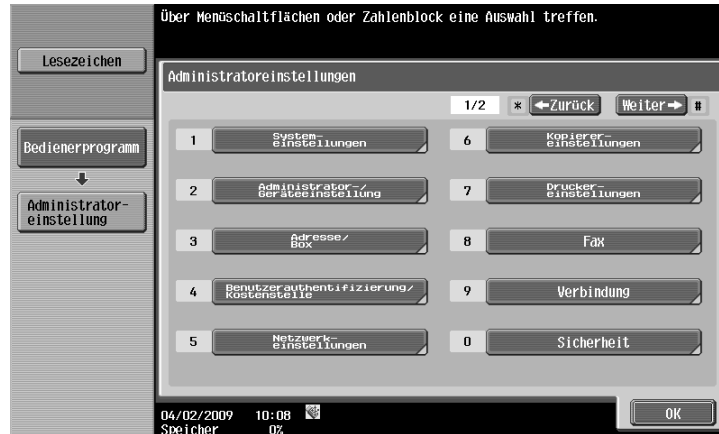 Über Menüschaltflächen oder Zahlenblock eine Auswahl treffen.
Lesezeichen
Bedienerprogramm
Administrator-
einstellung
Administratoreinstellungen
1/2 * ←Zurück Weiter→ #
1 System-
einstellungen
2 Administrator-/
Geräteeinstellung
3 Adresse/
Box
4 Benutzerauthentifizierung/
Kostenstelle
5 Netzwerk-
einstellungen
6 Kopierer-
einstellungen
7 Drucker-
einstellungen
8 Fax
9 Verbindung
0 Sicherheit
04/02/2009 10:08
Speicher 0%
OK